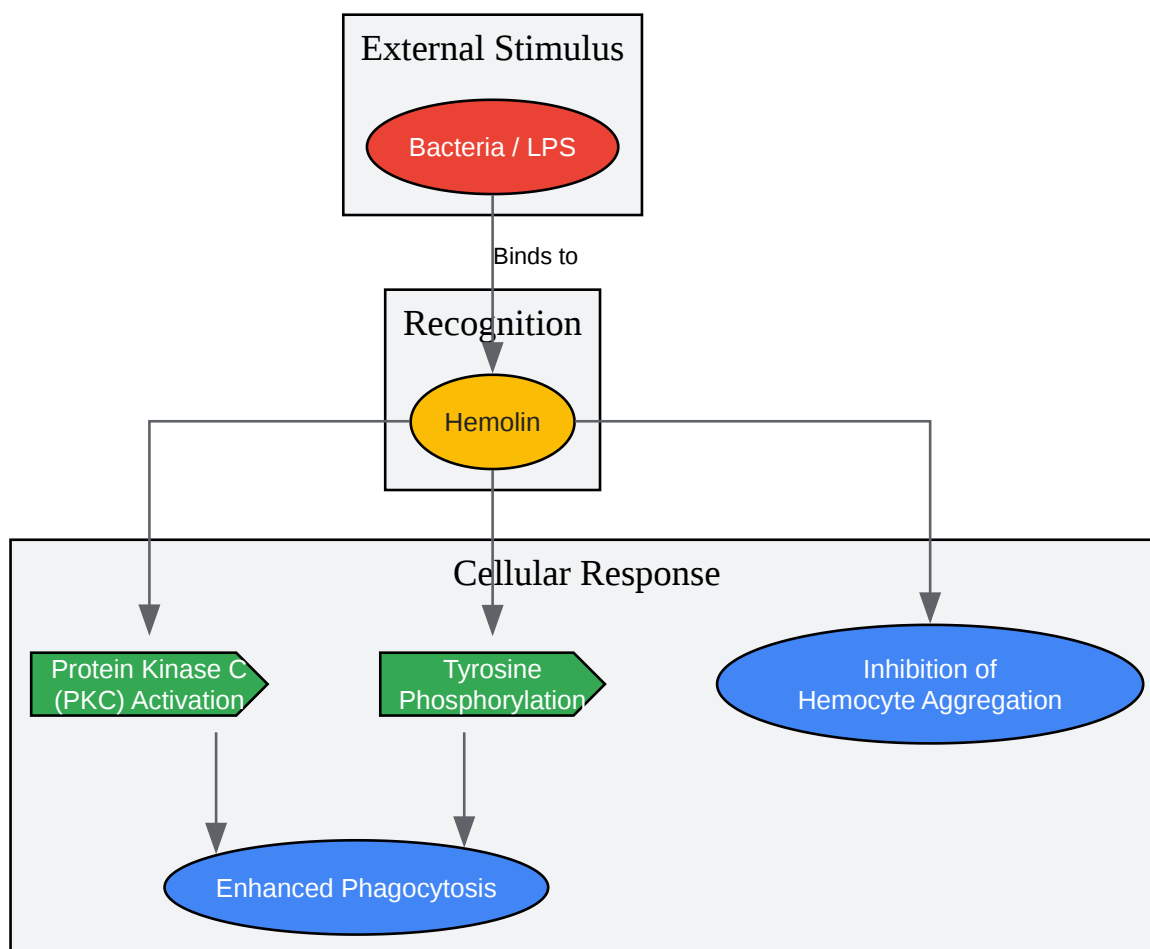 External Stimulus
Bacteria / LPS
Binds to
Recognition
Hemolin
Cellular Response
Protein Kinase C
(PKC) Activation
Tyrosine
Phosphorylation
Inhibition of
Hemocyte Aggregation
Enhanced Phagocytosis